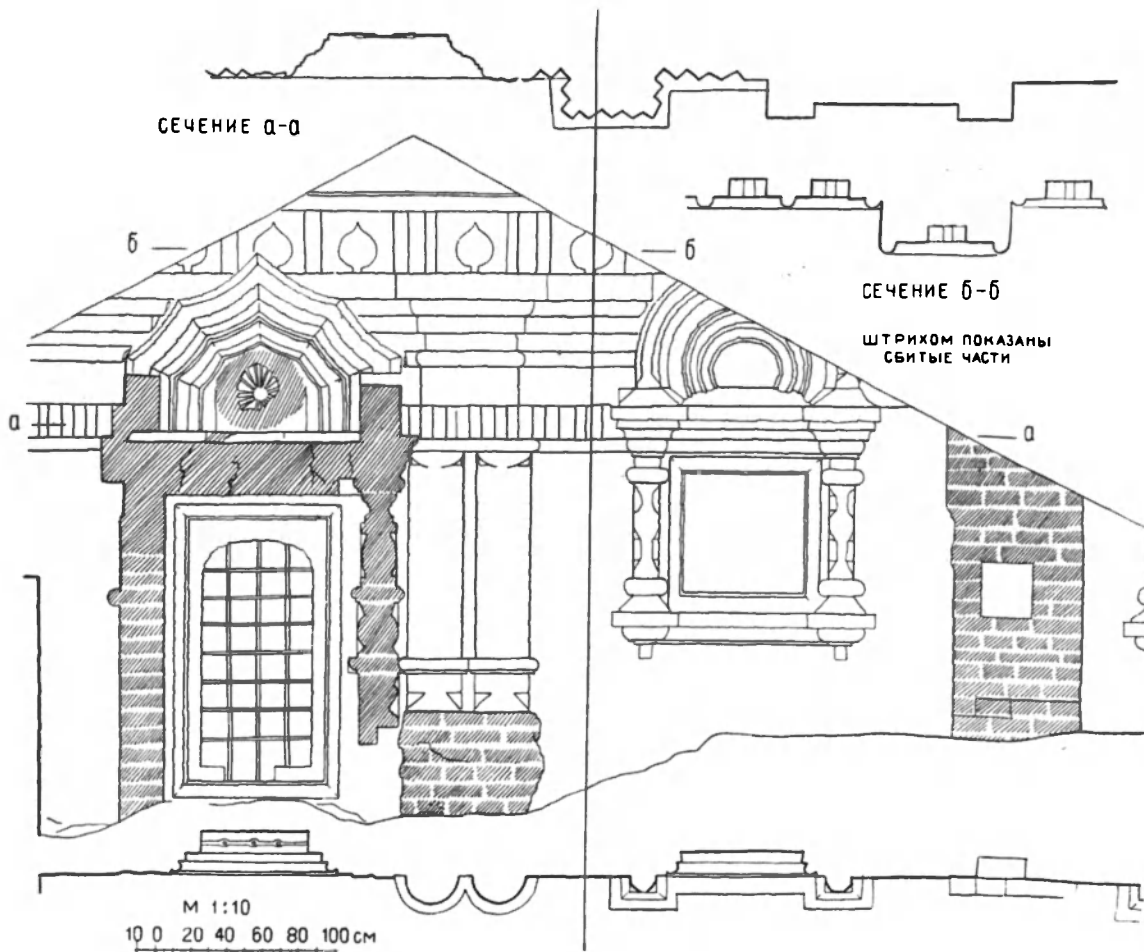 СЕЧЕНИЕ а-а
б
б
СЕЧЕНИЕ б-б
ШТРИХОМ ПОКАЗАНЫ
СБИТЫЕ ЧАСТИ
а
а
М 1:10
10 0 20 40 60 80 100 см